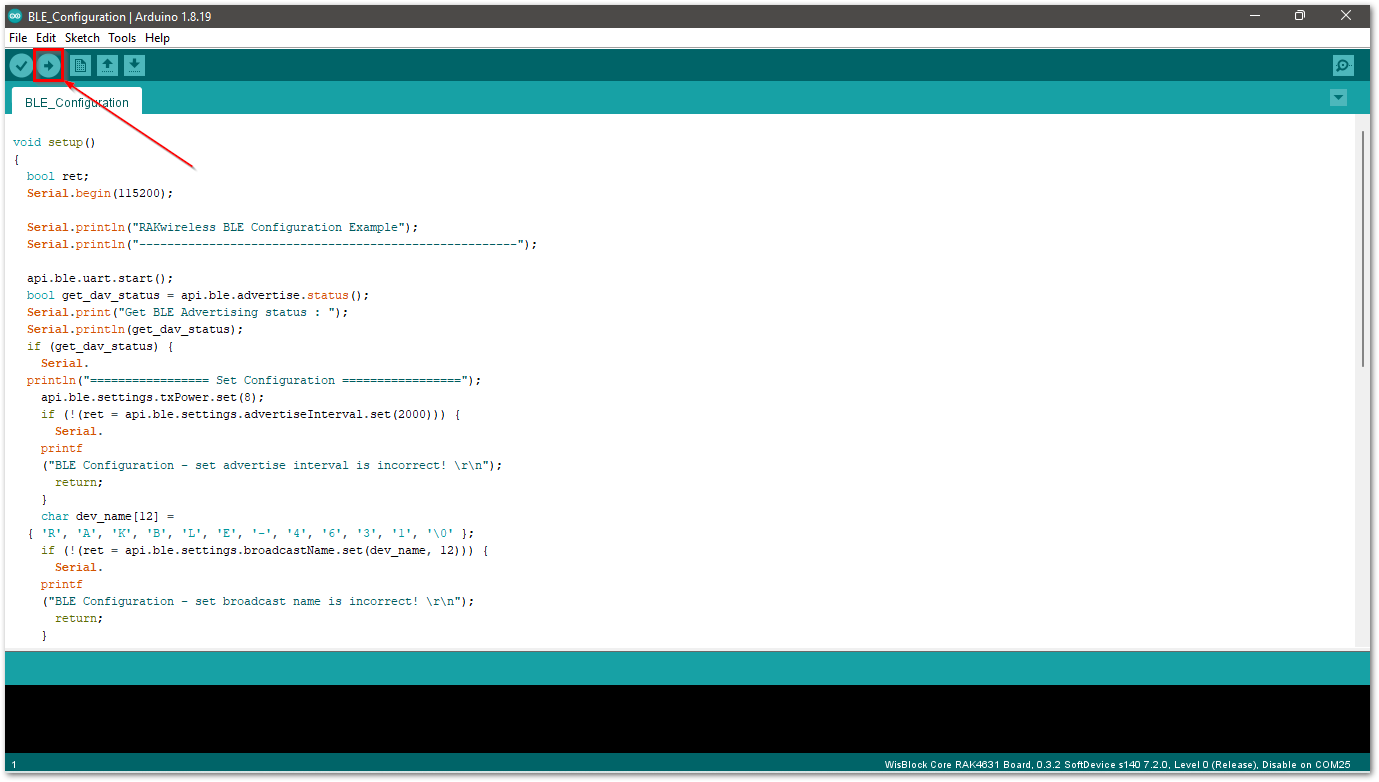 BLE_Configuration | Arduino 1.8.19
File Edit Sketch Tools Help
BLE_Configuration
void setup()
{
  bool ret;
  Serial.begin(115200);
  Serial.println("RAKwireless BLE Configuration Example");
  Serial.println("------------------------------------------------------");
  api.ble.uart.start();
  bool get_dav_status = api.ble.advertise.status();
  Serial.print("Get BLE Advertising status : ");
  Serial.println(get_dav_status);
  if (get_dav_status) {
    Serial.
  println("================= Set Configuration =================");
    api.ble.settings.txPower.set(8);
    if (!(ret = api.ble.settings.advertiseInterval.set(2000))) {
      Serial.
    printf
    ("BLE Configuration - set advertise interval is incorrect! \r\n");
      return;
    }
    char dev_name[12] =
  { 'R', 'A', 'K', 'B', 'L', 'E', '-', '4', '6', '3', '1', '\0' };
    if (!(ret = api.ble.settings.broadcastName.set(dev_name, 12))) {
      Serial.
    printf
    ("BLE Configuration - set broadcast name is incorrect! \r\n");
      return;
    }
1
WisBlock Core RAK4631 Board, 0.3.2 SoftDevice s140 7.2.0, Level 0 (Release), Disable on COM25